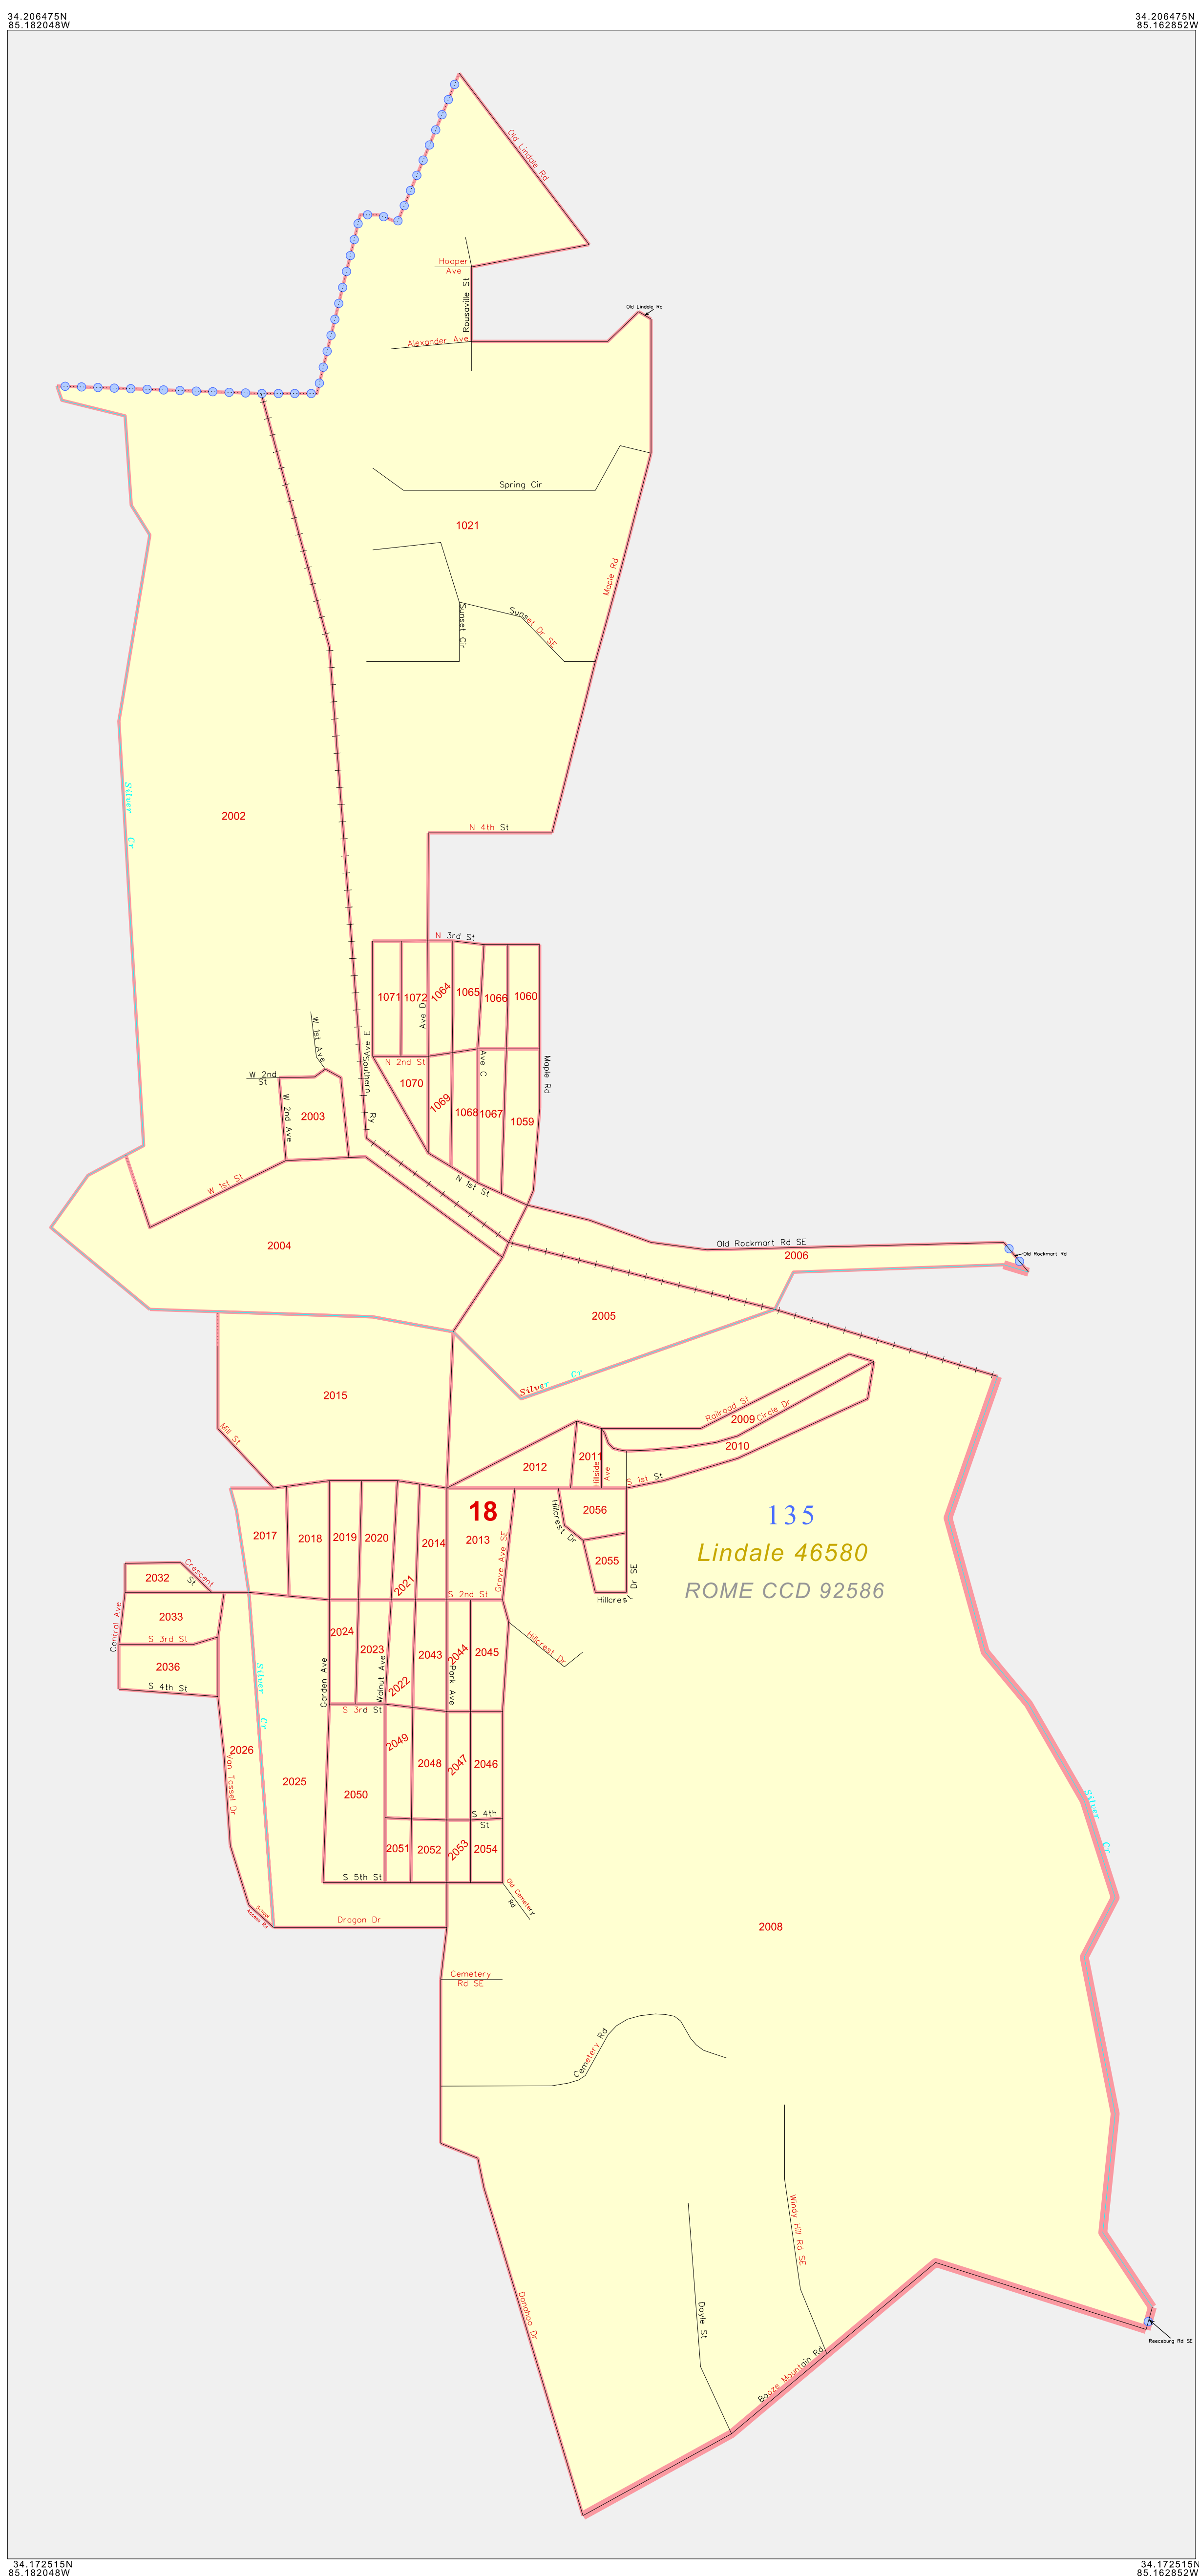 34.206475N
85.182048W
34.206475N
85.162852W
Old Lindale Rd
Hooper
Ave
Rousaville St
Old Lindale Rd
Alexander Ave
Spring Cir
1021
Maple Rd
Sunset Cir
Sunset Dr SE
Silver Cr
2002
N 4th St
N 3rd St
1071
1072
1064
1065
1066
1060
D Ave
W 1st Ave
E Ave
Southern Ry
N 2nd St
Ave C
Maple Rd
W 2nd
St
W 2nd Ave
2003
1070
1069
1068
1067
1059
W 1st St
N 1st St
2004
Old Rockmart Rd SE
2006
Old Rockmart Rd
2005
Silver Cr
2015
Mill St
Railroad St
2009
Circle Dr
2010
2011
2012
Hillside
Ave
S 1st St
18
2013
2056
Hillcrest Dr
135
Lindale 46580
ROME CCD 92586
2017
2018
2019
2020
2021
2014
Grove Ave SE
2055
Dr SE
Hillcrest
Crescent
St
2032
S 2nd St
Central Ave
2033
S 3rd St
2036
S 4th St
2024
2023
2022
2043
2044
2045
Hillcrest Dr
Silver Cr
Garden Ave
Walnut Ave
Park Ave
S 3rd St
2026
Van Tassel Dr
2025
2050
2049
2048
2047
2046
S 4th
St
2051
2052
2053
2054
S 5th St
Old Cemetery
Rd
School
Access Rd
Dragon Dr
Silver Cr
2008
Cemetery
Rd SE
Cemetery Rd
Windy Hill Rd SE
Doyle St
Donahoo Dr
Booze Mountain Rd
Reeceburg Rd SE
34.172515N
85.182048W
34.172515N
85.162852W